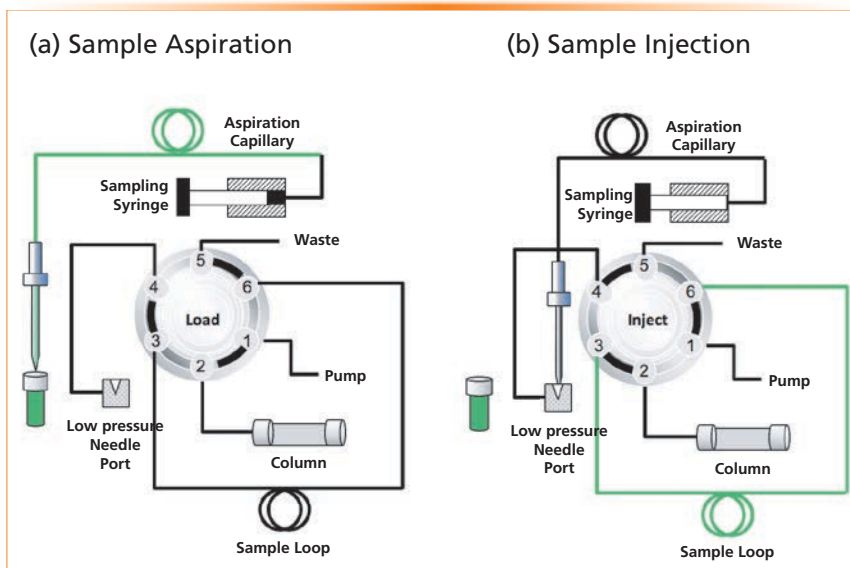 (a) Sample Aspiration
Aspiration
Capillary
Sampling
Syringe
Waste
5
4
6
Load
3
1
2
Pump
Low pressure
Needle
Port
Column
Sample Loop
(b) Sample Injection
Aspiration
Capillary
Sampling
Syringe
Waste
5
4
6
Inject
3
1
2
Pump
Low pressure
Needle
Port
Column
Sample Loop